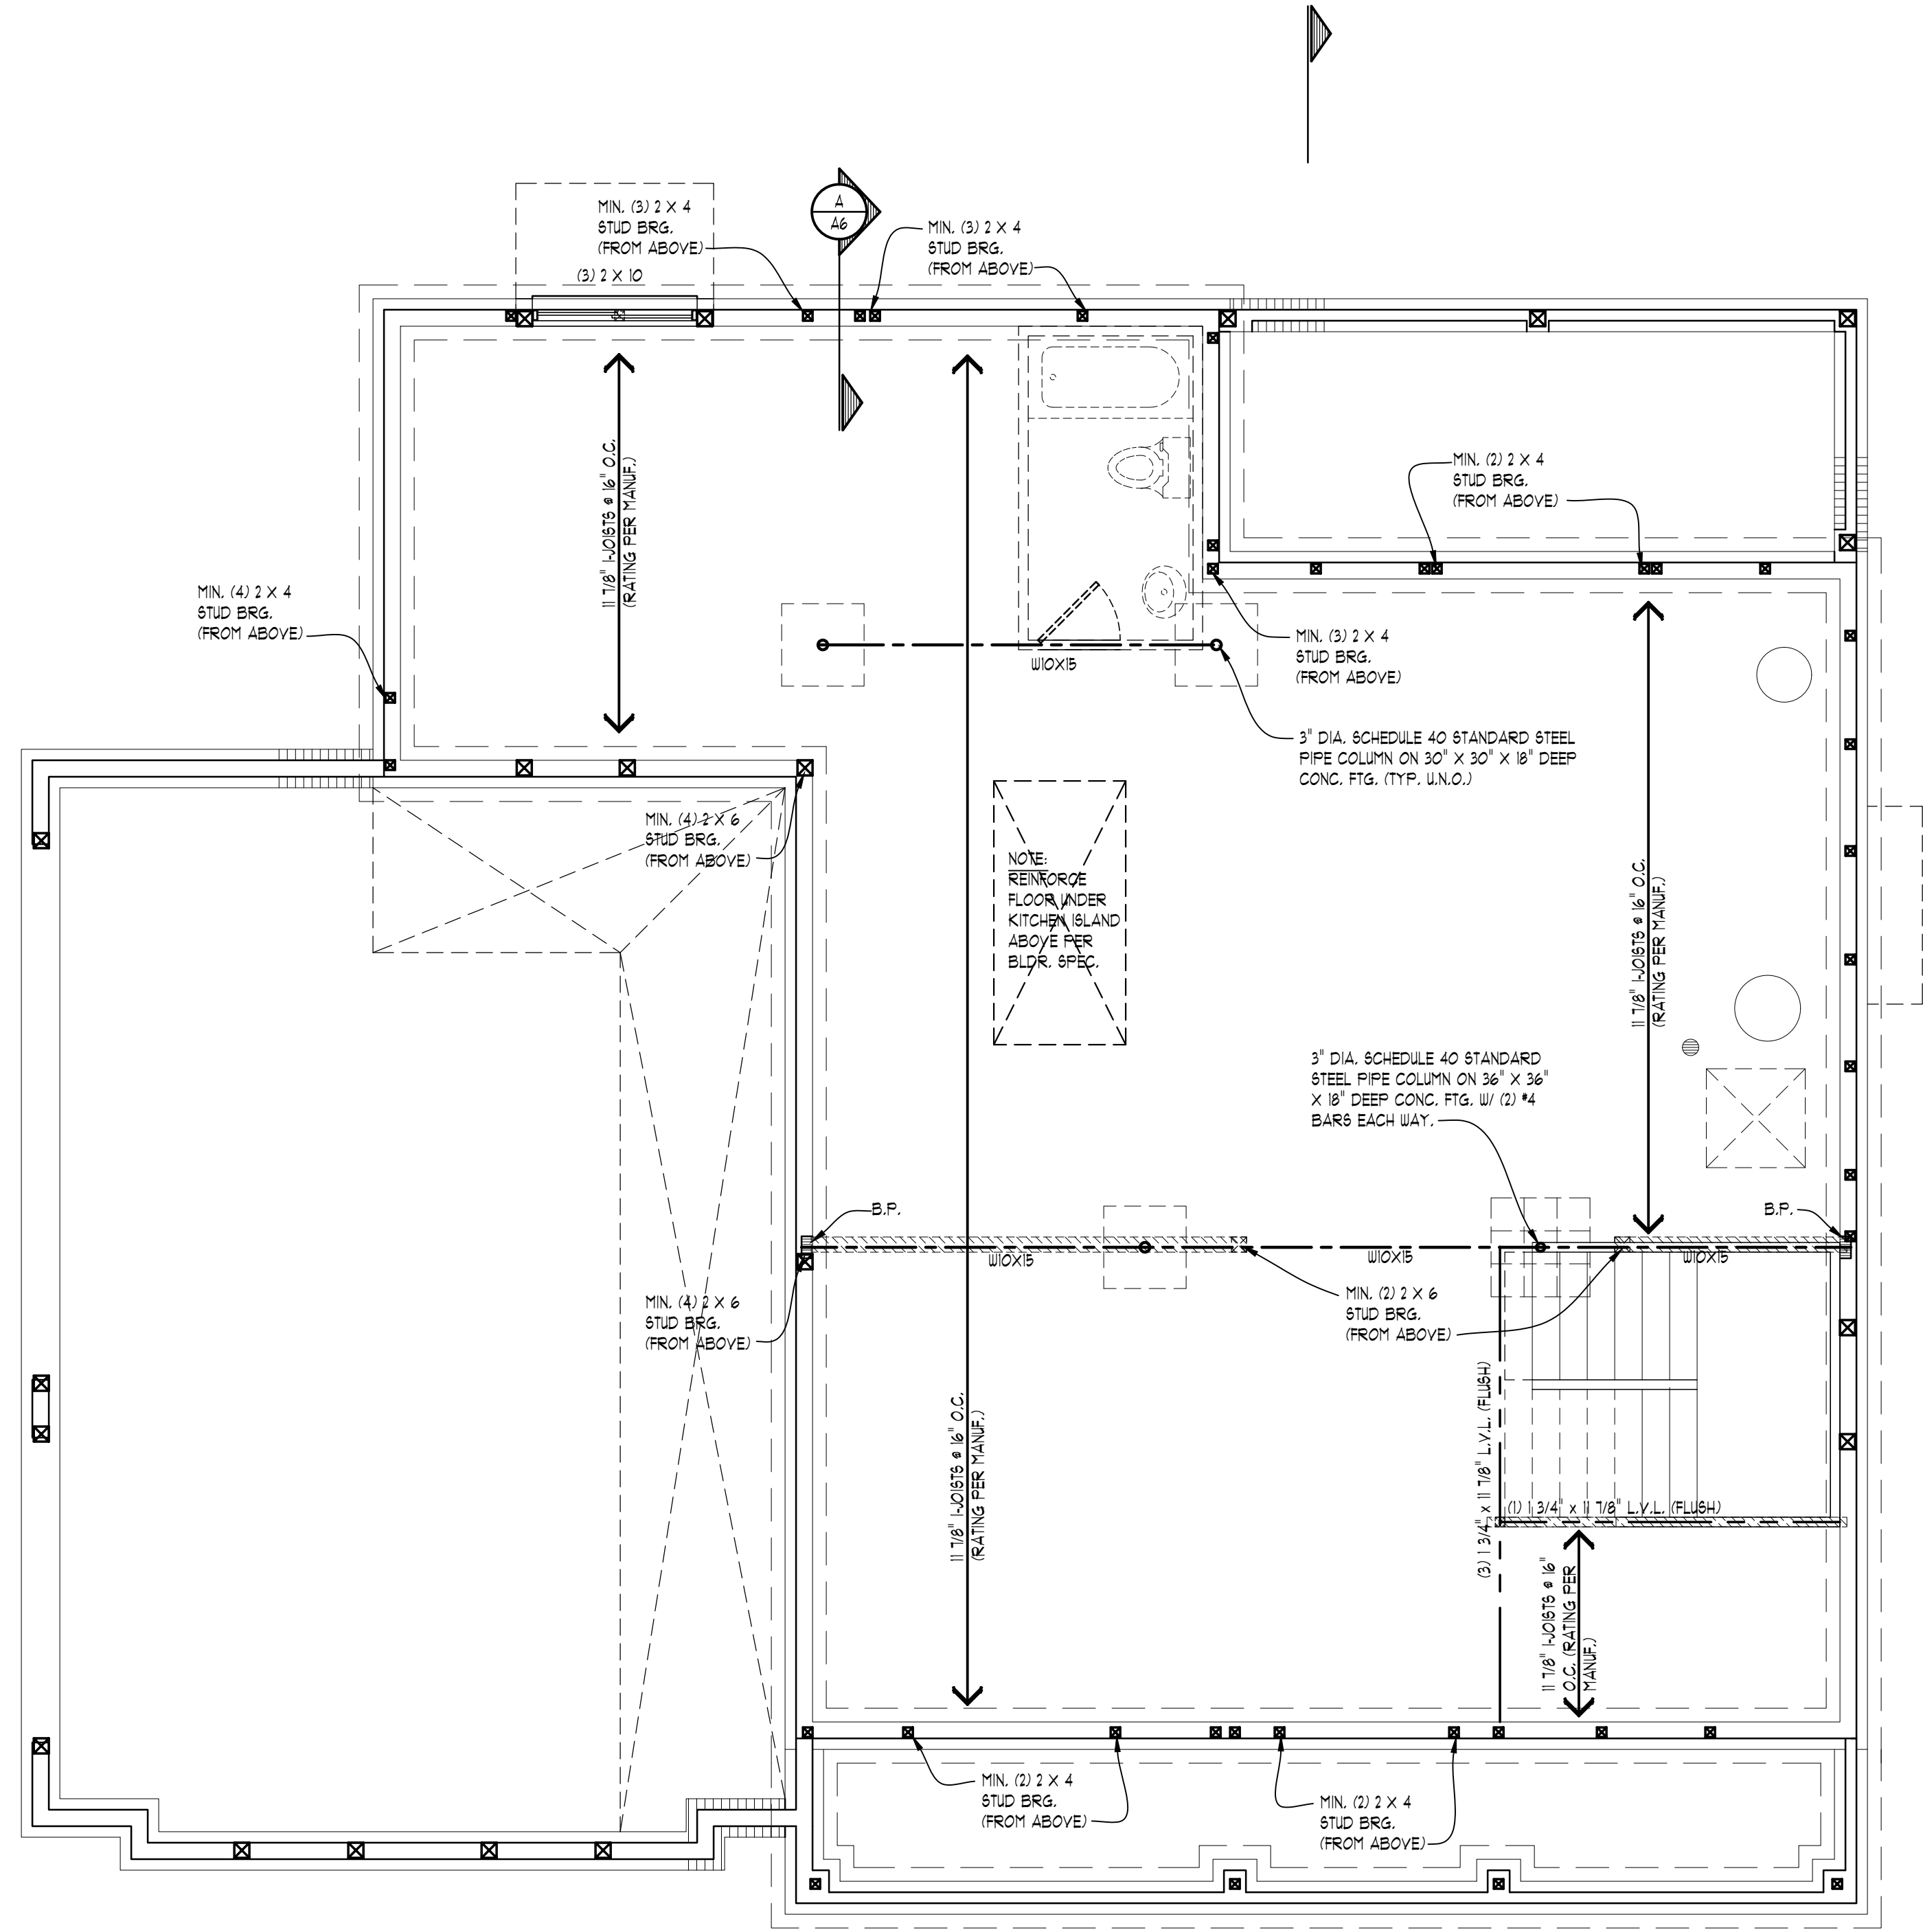 MIN. (3) 2 X 4
STUD BRG.
(FROM ABOVE)
(3) 2 X 10
A
A6
MIN. (3) 2 X 4
STUD BRG.
(FROM ABOVE)
11 7/8" I-JOISTS @ 16" O.C.
(RATING PER MANUF.)
MIN. (2) 2 X 4
STUD BRG.
(FROM ABOVE)
MIN. (4) 2 X 4
STUD BRG.
(FROM ABOVE)
W10X15
MIN. (3) 2 X 4
STUD BRG.
(FROM ABOVE)
3" DIA. SCHEDULE 40 STANDARD STEEL
PIPE COLUMN ON 30" X 30" X 18" DEEP
CONC. FTG. (TYP. U.N.O.)
MIN. (4) 2 X 6
STUD BRG.
(FROM ABOVE)
NOTE:
REINFORCE
FLOOR UNDER
KITCHEN ISLAND
ABOVE PER
BLDR. SPEC.
11 7/8" I-JOISTS @ 16" O.C.
(RATING PER MANUF.)
3" DIA. SCHEDULE 40 STANDARD
STEEL PIPE COLUMN ON 36" X 36"
X 18" DEEP CONC. FTG. W/ (2) #4
BARS EACH WAY.
B.P.
B.P.
W10X15
W10X15
W10X15
MIN. (4) 2 X 6
STUD BRG.
(FROM ABOVE)
MIN. (2) 2 X 6
STUD BRG.
(FROM ABOVE)
11 7/8" I-JOISTS @ 16" O.C.
(RATING PER MANUF.)
(3) 1 3/4" x 11 7/8" L.V.L. (FLUSH)
(1) 1 3/4" x 11 7/8" L.V.L. (FLUSH)
11 7/8" I-JOISTS @ 16"
O.C. (RATING PER
MANUF.)
MIN. (2) 2 X 4
STUD BRG.
(FROM ABOVE)
MIN. (2) 2 X 4
STUD BRG.
(FROM ABOVE)